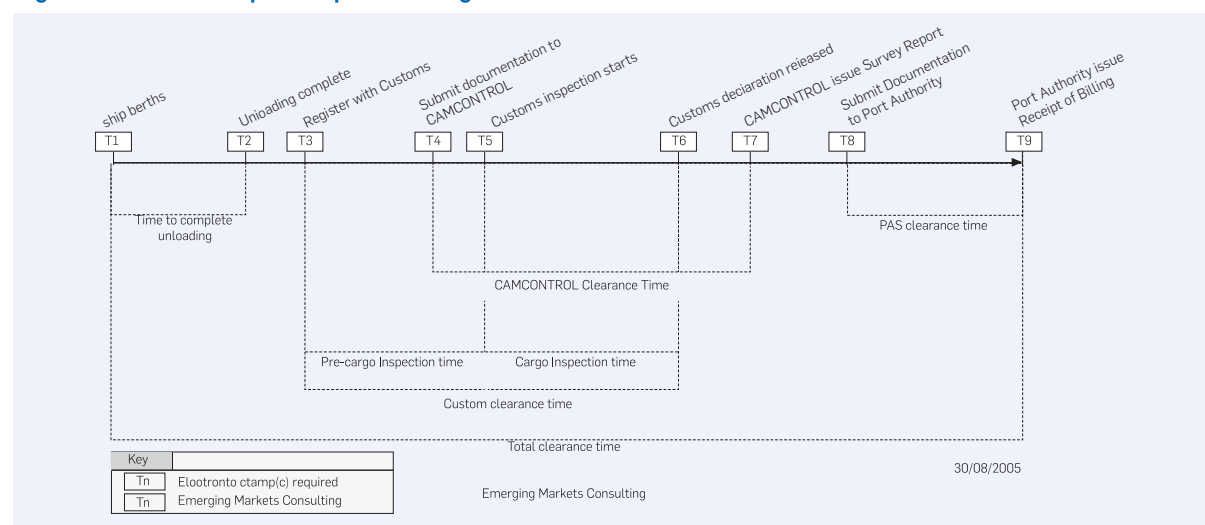 ship berths
Unioading complete
Register with Customs
Submit documentation to
CAMCONTROL
Customs inspection starts
Customs deciaration reieased
CAMCONTROL issue Survey Report
Submit Documentation
to Port Authority
Port Authority issue
Receipt of Billing
T1
T2
T3
T4
T5
T6
T7
T8
T9
Time to complete
unloading
PAS clearance time
CAMCONTROL Clearance Time
Pre-cargo Inspection time
Cargo Inspection time
Custom clearance time
Total clearance time
Key
Tn
Elootronto ctamp(c) required
Tn
Emerging Markets Consulting
Emerging Markets Consulting
30/08/2005